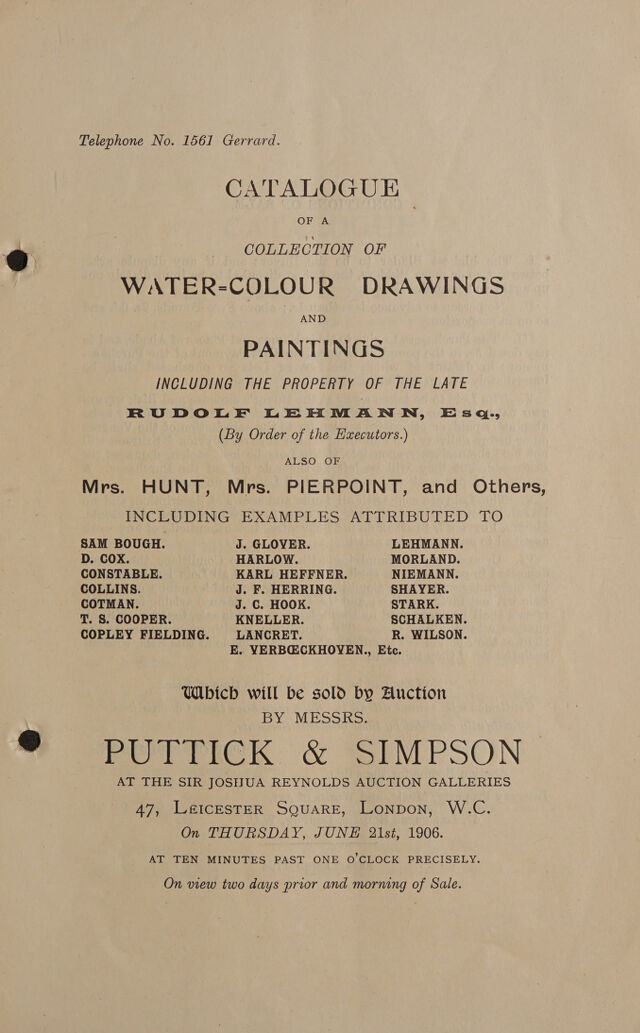 Telephone No. 1561 Gerrard.
CATALOGUE
OF A
COLLECTION OF
WATER=COLOUR DRAWINGS
AND
PAINTINGS
INCLUDING THE PROPERTY OF THE LATE
RUDOLF LEHMANN, Esq.,
(By Order of the Executors.)
ALSO OF
Mrs. HUNT, Mrs. PIERPOINT, and Others,
INCLUDING EXAMPLES ATTRIBUTED TO
SAM BOUGH. J. GLOVER. LEHMANN.
D. COX. HARLOW. MORLAND.
CONSTABLE. KARL HEFFNER. NIEMANN.
COLLINS. J. F. HERRING. SHAYER.
COTMAN. J. C. HOOK. STARK.
T. S. COOPER. KNELLER. SCHALKEN.
COPLEY FIELDING. LANCRET. R. WILSON.
E. VERBŒCKHOVEN., Etc.
Which will be sold by Auction
BY MESSRS.
PUTTICK & SIMPSON
AT THE SIR JOSHUA REYNOLDS AUCTION GALLERIES
47, LEICESTER SQUARE, LONDON, W.C.
On THURSDAY, JUNE 21st, 1906.
AT TEN MINUTES PAST ONE O'CLOCK PRECISELY.
On view two days prior and morning of Sale.